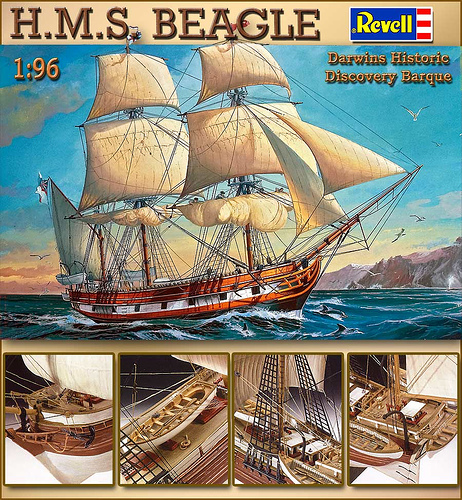 H.M.S. BEAGLE
Revell
1:96
Darwins Historic
Discovery Barque